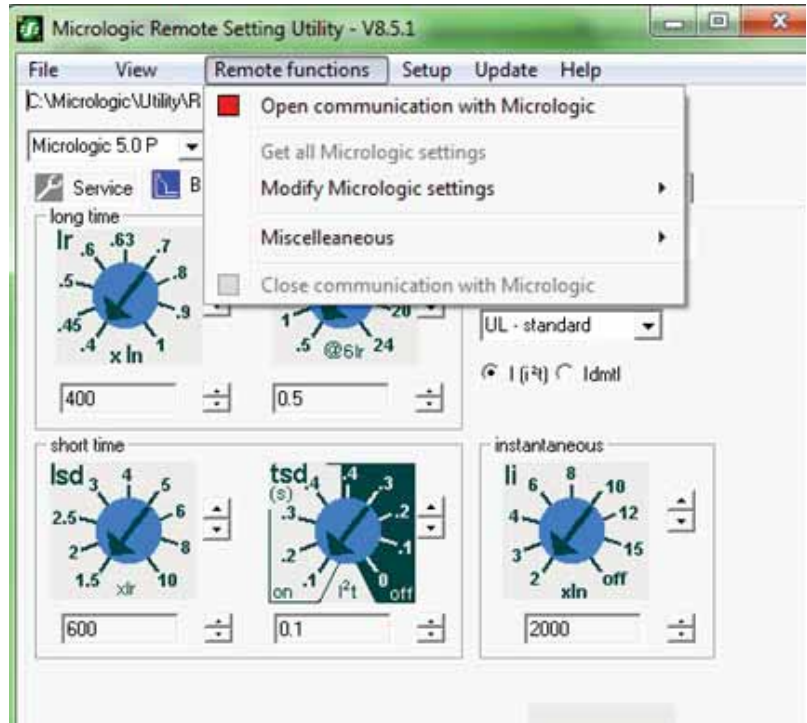 Micrologic Remote Setting Utility - V8.5.1
File View Remote functions Setup Update Help
C:\Micrologic\Utility\R
Open communication with Micrologic
Micrologic 5.0 P
Get all Micrologic settings
Service B
Modify Micrologic settings
long time
Miscelleaneous
Close communication with Micrologic
Ir
.4 .45 .5 .6 .63 .7 .8 .9 1
x In
.5 1 20 24
@6Ir
UL - standard
I (i²t) Idmtl
400
0.5
short time
Isd
1.5 2 2.5 3 4 5 6 8 10
xIr
tsd
(s)
.1 .2 .3 .4 .4 .3 .2 .1 0
on I²t off
instantaneous
Ii
2 3 4 6 8 10 12 15 off
xIn
600
0.1
2000